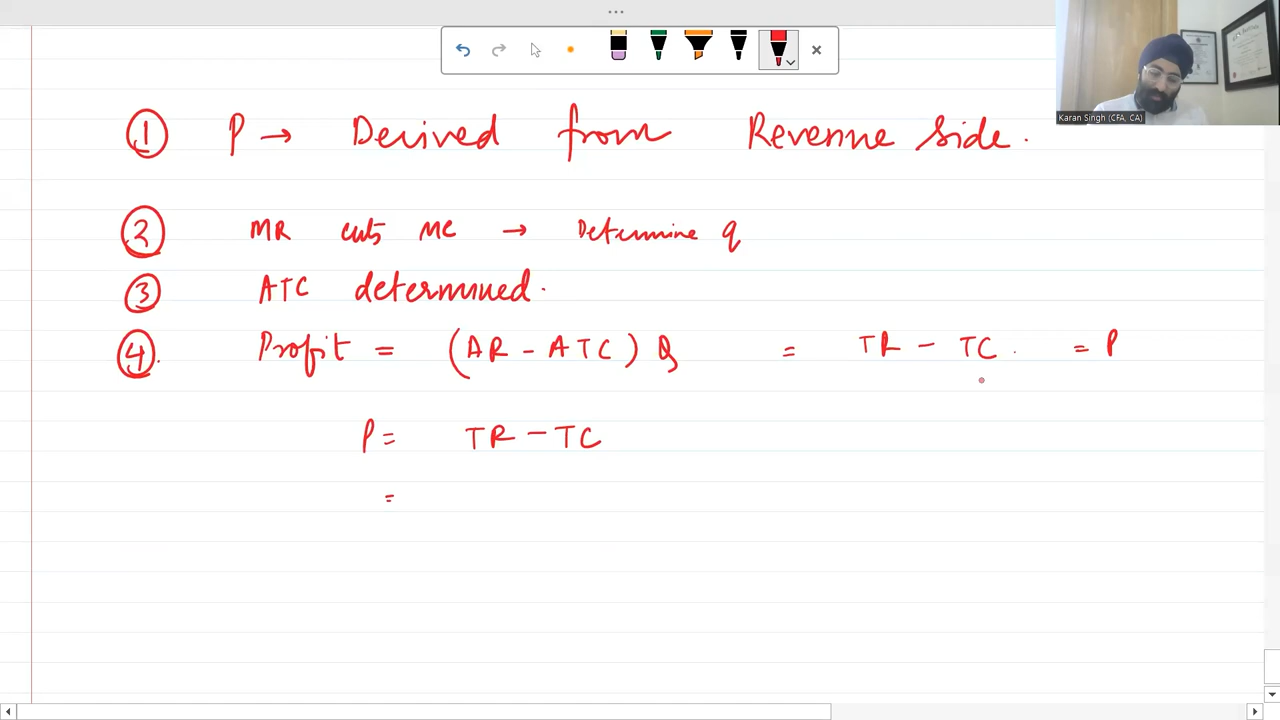 Karan Singh (CFA, CA)
1 P → Derived from Revenue side.
2 MR cuts MC → Determine q
3 ATC determined.
4. Profit = (AR - ATC) Q = TR - TC. = P
P = TR - TC
=